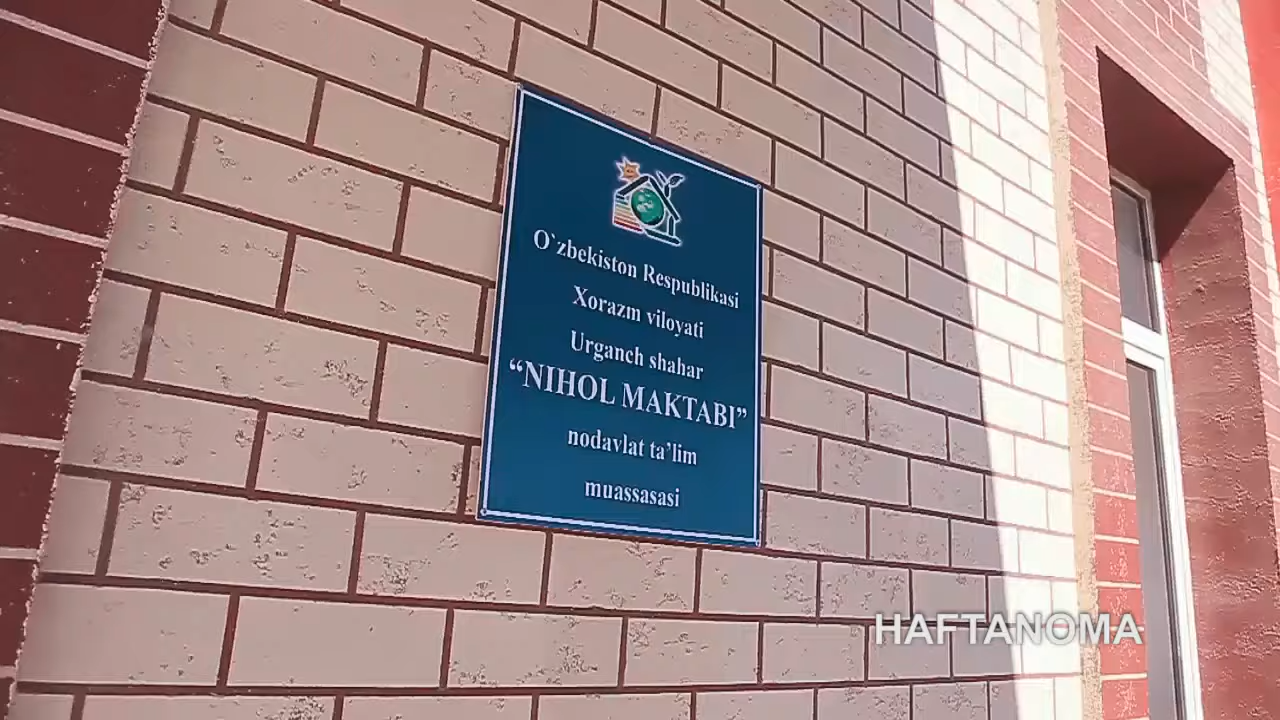 O`zbekiston Respublikasi
Xorazm viloyati
Urganch shahar
“NIHOL MAKTABI”
nodavlat ta’lim
muassasasi
HAFTANOMA